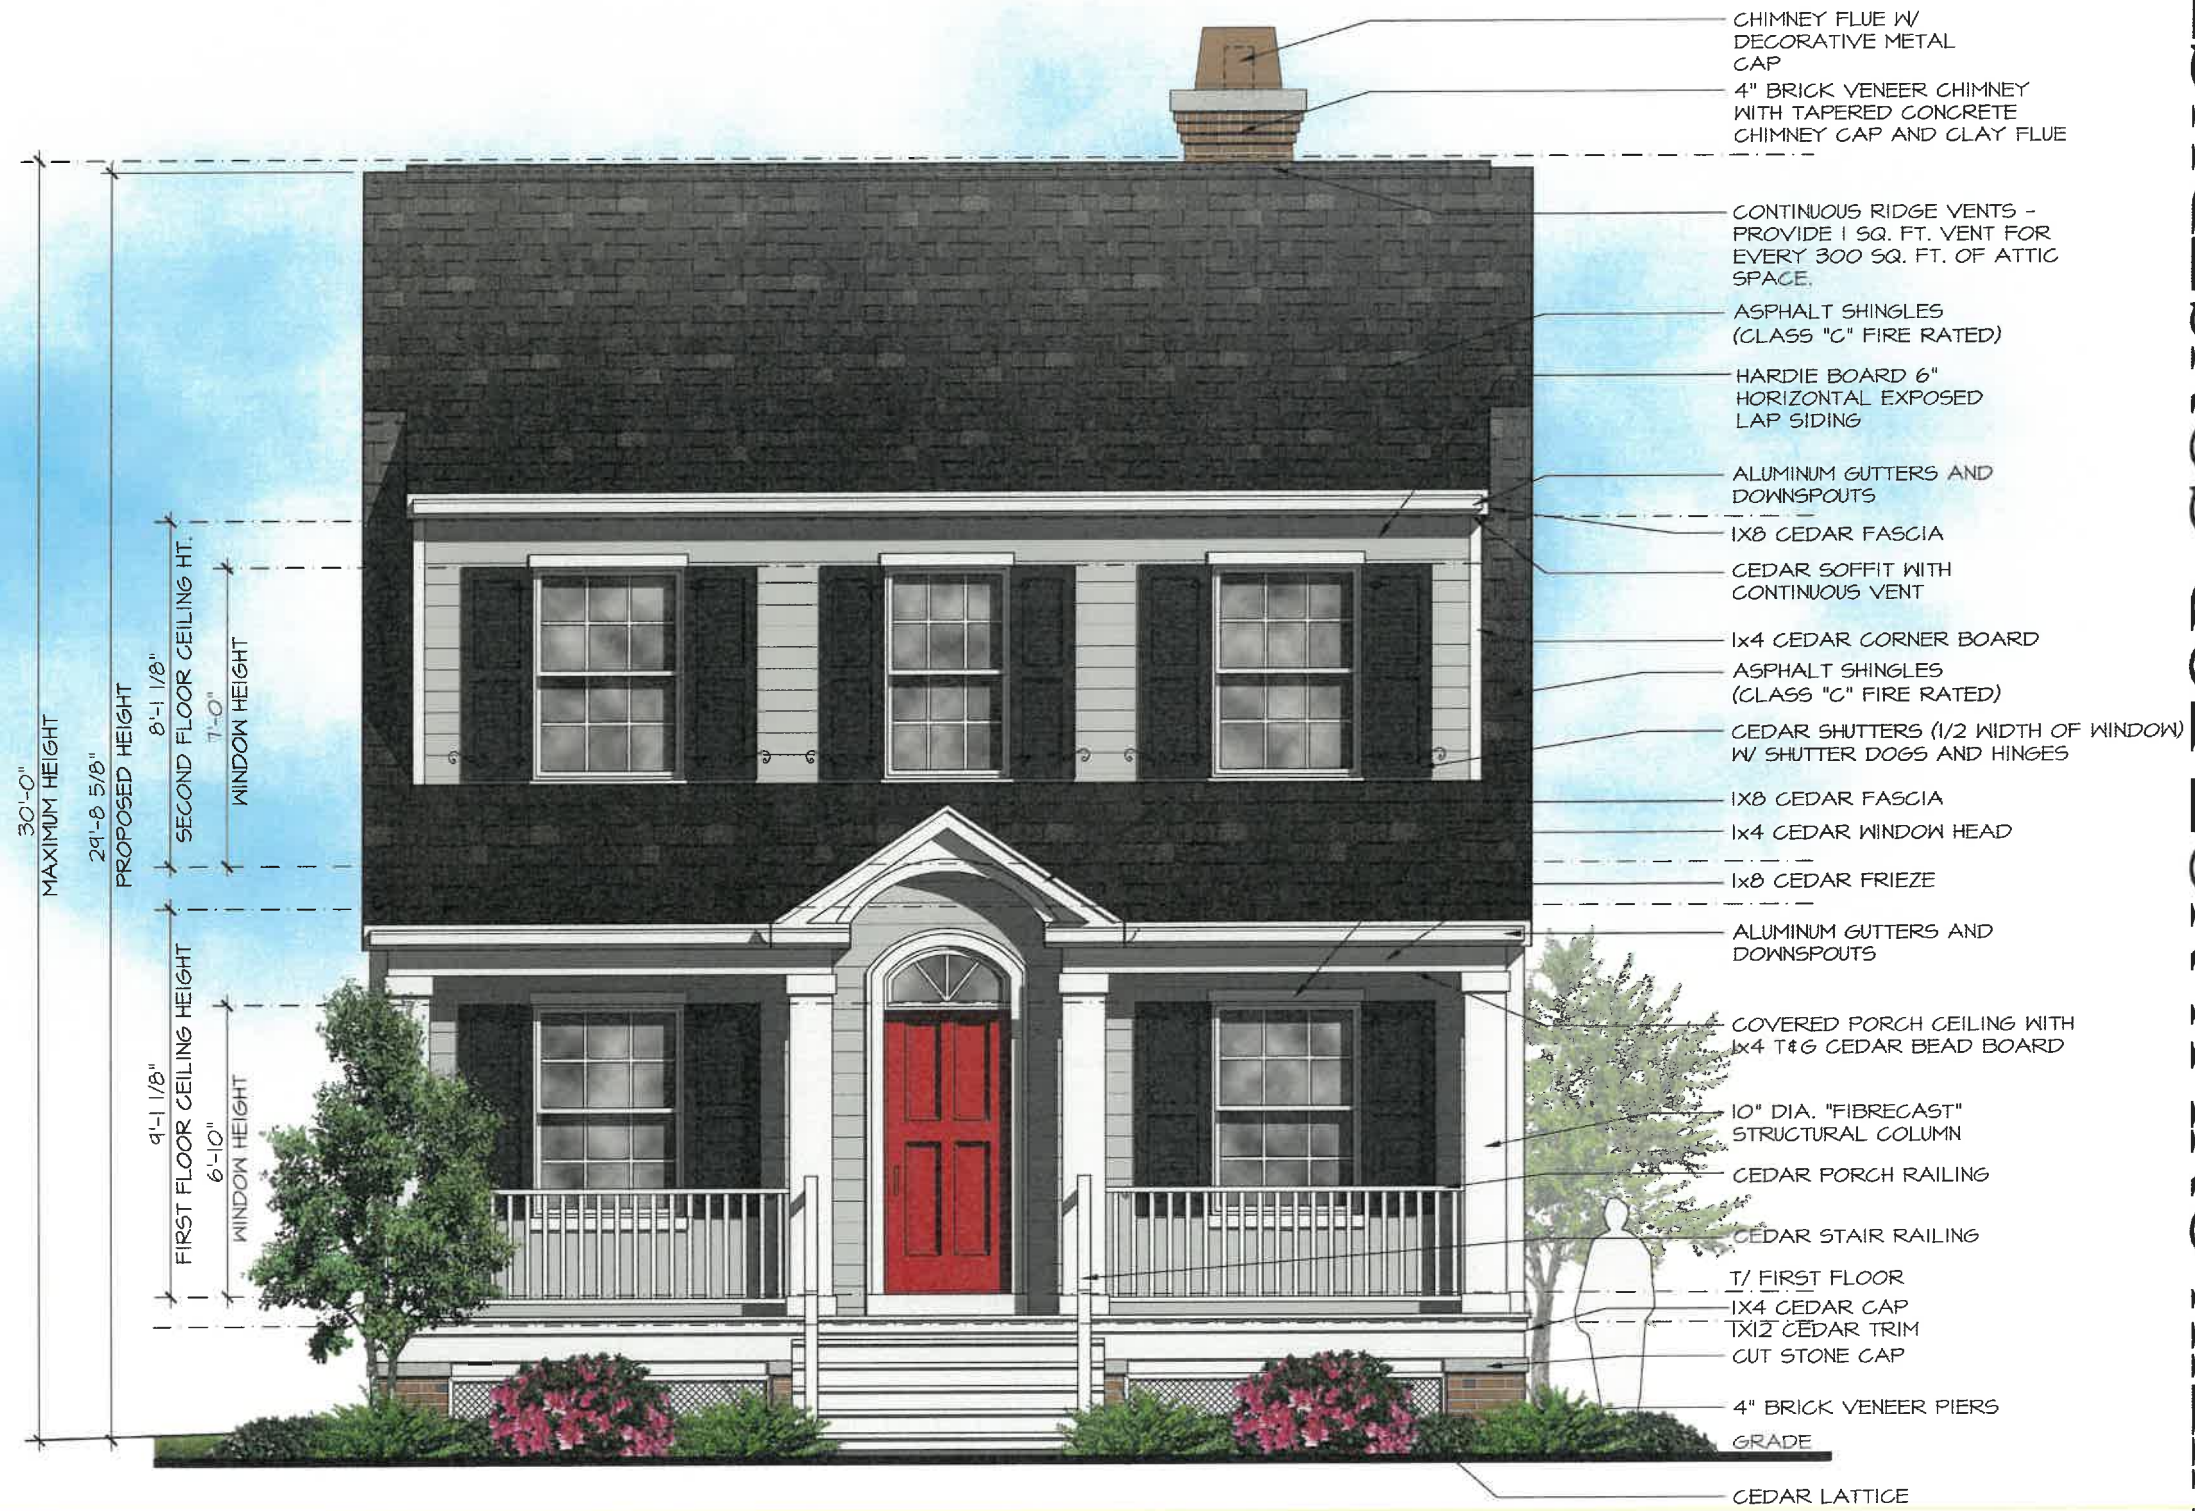 CHIMNEY FLUE W/
DECORATIVE METAL
CAP
4" BRICK VENEER CHIMNEY
WITH TAPERED CONCRETE
CHIMNEY CAP AND CLAY FLUE
CONTINUOUS RIDGE VENTS -
PROVIDE 1 SQ. FT. VENT FOR
EVERY 300 SQ. FT. OF ATTIC
SPACE.
ASPHALT SHINGLES
(CLASS "C" FIRE RATED)
HARDIE BOARD 6"
HORIZONTAL EXPOSED
LAP SIDING
ALUMINUM GUTTERS AND
DOWNSPOUTS
1X8 CEDAR FASCIA
CEDAR SOFFIT WITH
CONTINUOUS VENT
1x4 CEDAR CORNER BOARD
ASPHALT SHINGLES
(CLASS "C" FIRE RATED)
CEDAR SHUTTERS (1/2 WIDTH OF WINDOW)
W/ SHUTTER DOGS AND HINGES
1X8 CEDAR FASCIA
1x4 CEDAR WINDOW HEAD
1x8 CEDAR FRIEZE
ALUMINUM GUTTERS AND
DOWNSPOUTS
COVERED PORCH CEILING WITH
1x4 T&G CEDAR BEAD BOARD
10" DIA. "FIBRECAST"
STRUCTURAL COLUMN
CEDAR PORCH RAILING
CEDAR STAIR RAILING
T/ FIRST FLOOR
1X4 CEDAR CAP
1X12 CEDAR TRIM
CUT STONE CAP
4" BRICK VENEER PIERS
GRADE
CEDAR LATTICE
30'-0"
MAXIMUM HEIGHT
29'-8 5/8"
PROPOSED HEIGHT
8'-1 1/8"
SECOND FLOOR CEILING HT.
7'-0"
WINDOW HEIGHT
9'-1 1/8"
FIRST FLOOR CEILING HEIGHT
6'-10"
WINDOW HEIGHT